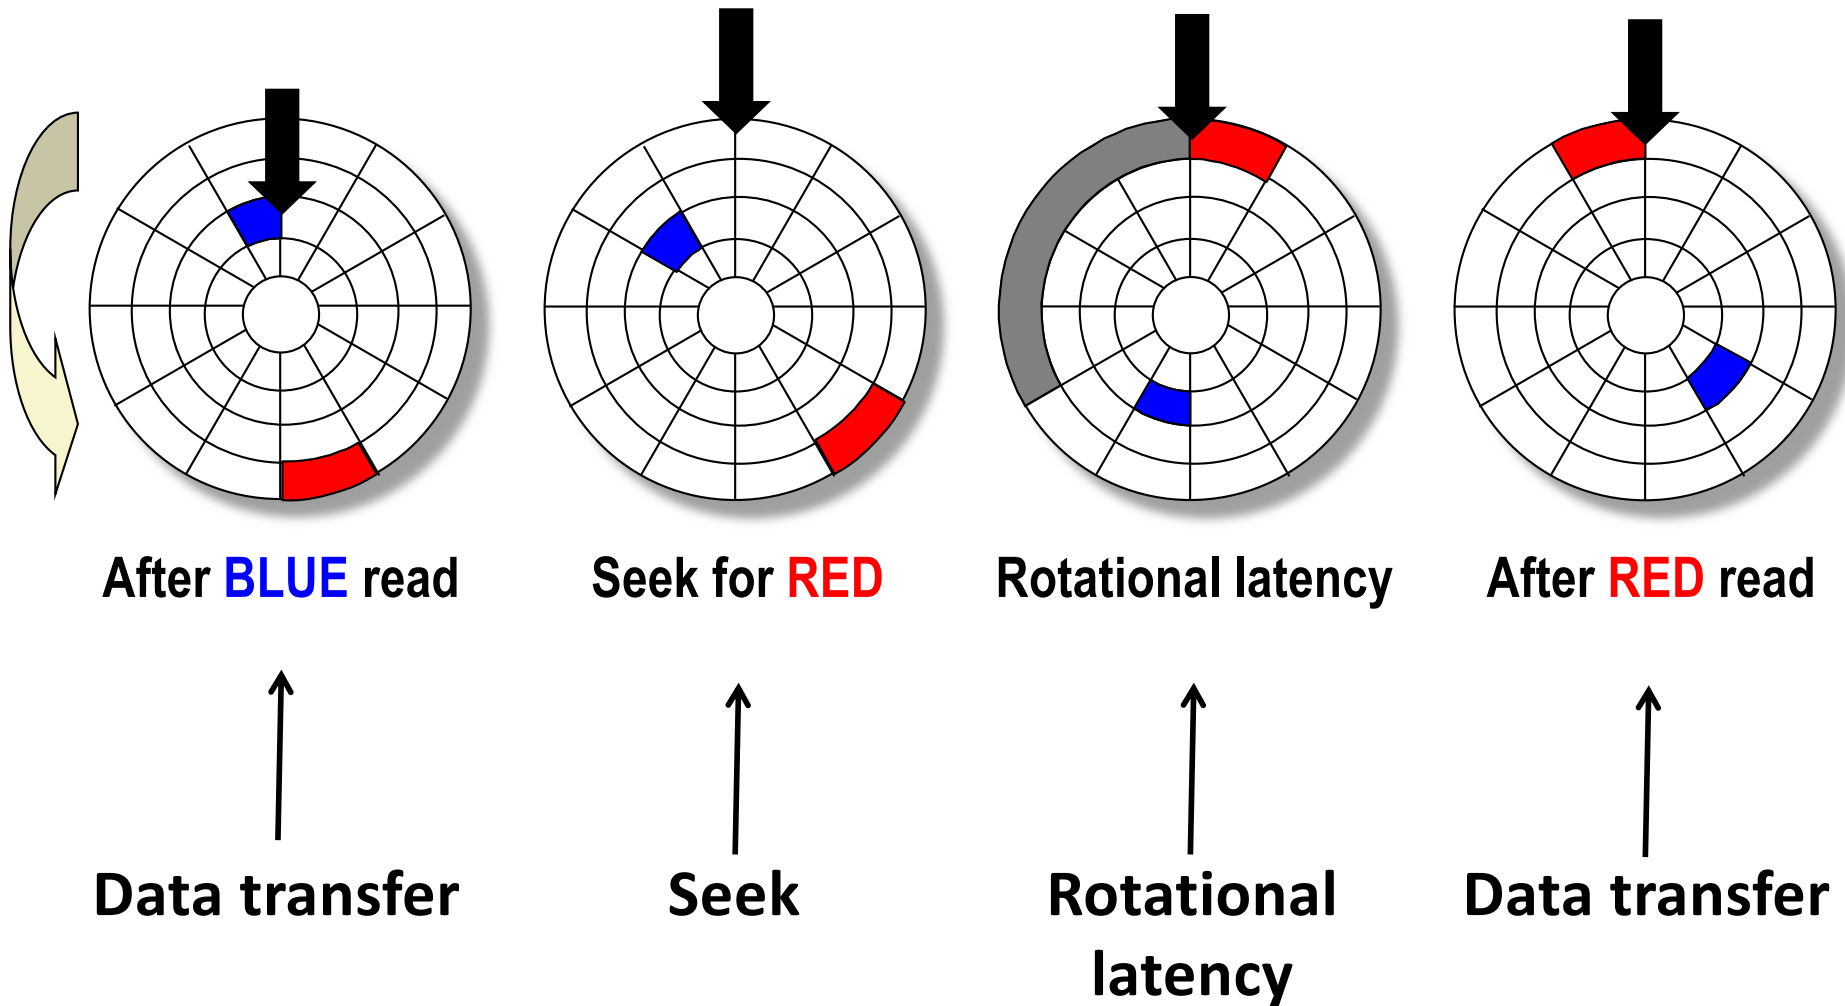 After BLUE read
Seek for RED
Rotational latency
After RED read
Data transfer
Seek
Rotational
latency
Data transfer